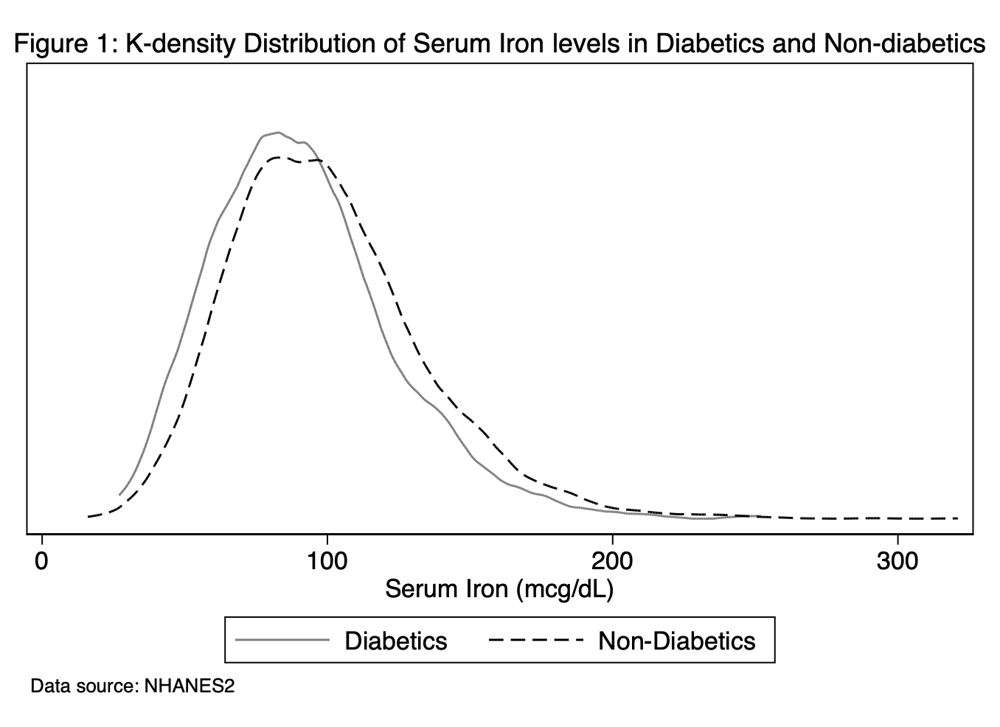 Figure 1: K-density Distribution of Serum Iron levels in Diabetics and Non-diabetics
0 100 200 300
Serum Iron (mcg/dL)
Diabetics Non-Diabetics
Data source: NHANES2